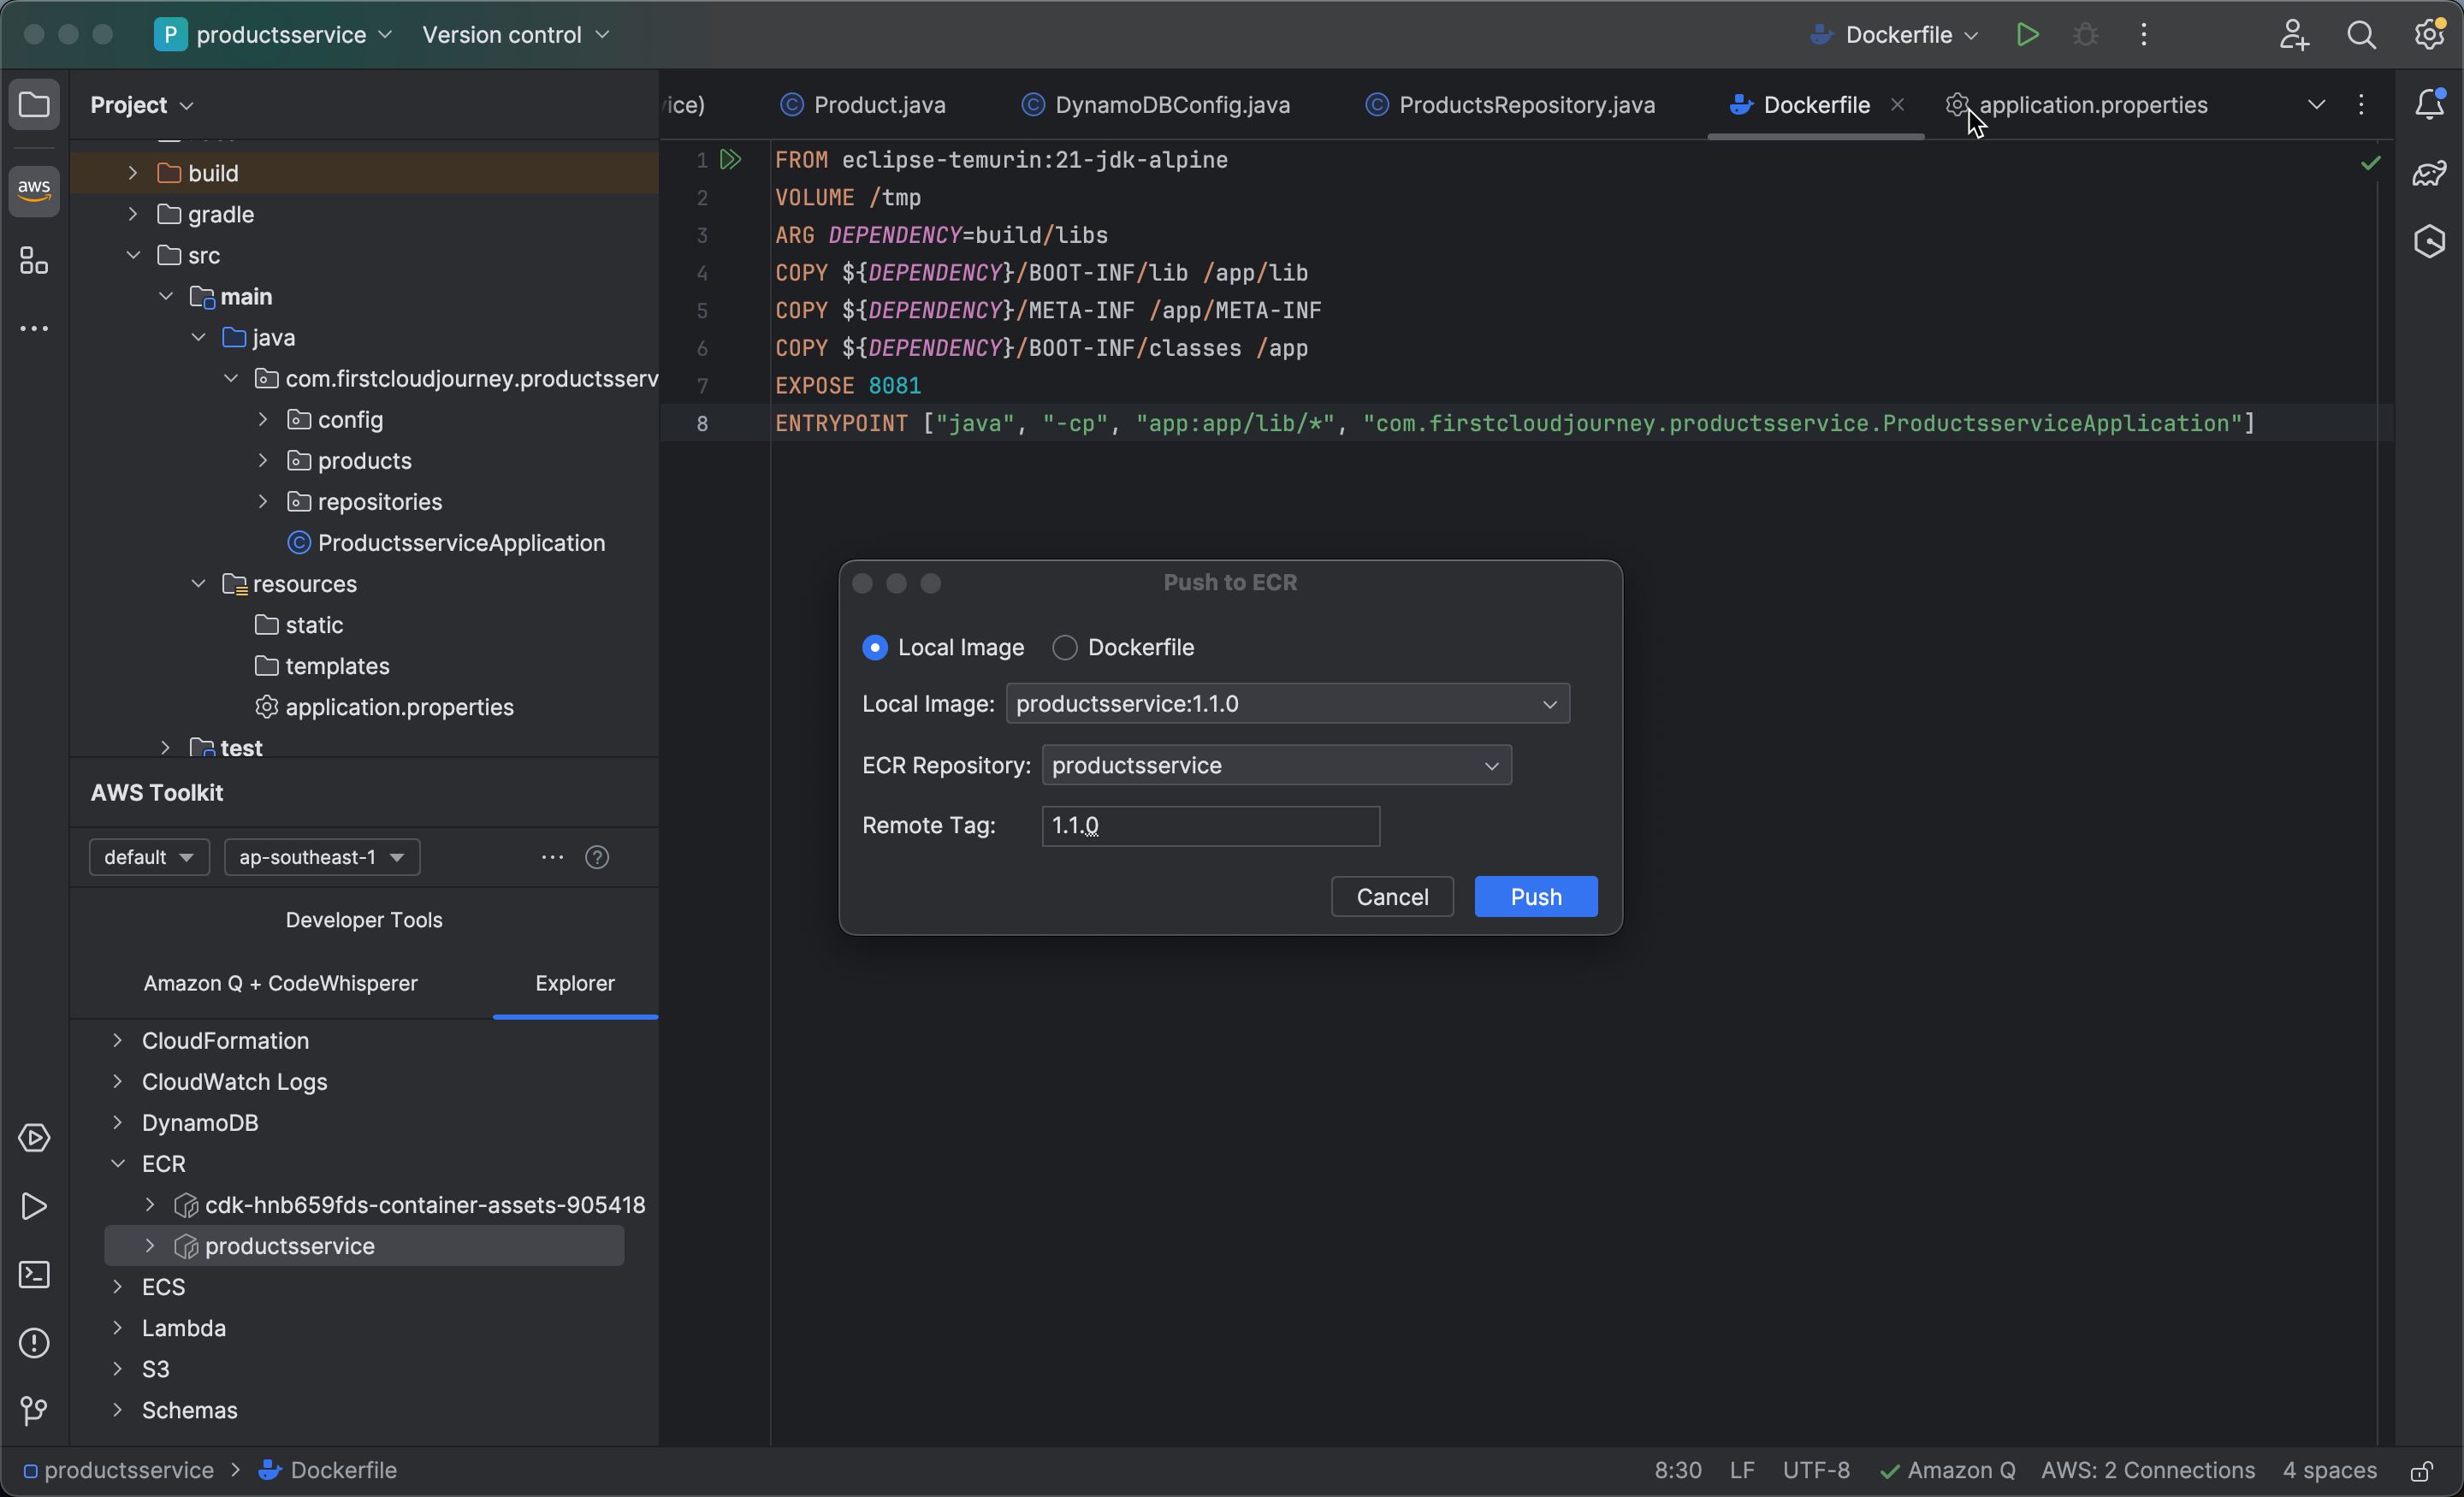 P productsservice
Version control
Dockerfile
Project
ice)
Product.java
DynamoDBConfig.java
ProductsRepository.java
Dockerfile
application.properties
aws
build
gradle
src
main
java
com.firstcloudjourney.productsserv
config
products
repositories
ProductsserviceApplication
resources
static
templates
application.properties
test
1 FROM eclipse-temurin:21-jdk-alpine
2 VOLUME /tmp
3 ARG DEPENDENCY=build/libs
4 COPY ${DEPENDENCY}/BOOT-INF/lib /app/lib
5 COPY ${DEPENDENCY}/META-INF /app/META-INF
6 COPY ${DEPENDENCY}/BOOT-INF/classes /app
7 EXPOSE 8081
8 ENTRYPOINT ["java", "-cp", "app:app/lib/*", "com.firstcloudjourney.productsservice.ProductsserviceApplication"]
Push to ECR
Local Image
Dockerfile
Local Image: productsservice:1.1.0
ECR Repository: productsservice
Remote Tag: 1.1.0
Cancel
Push
AWS Toolkit
default
ap-southeast-1
Developer Tools
Amazon Q + CodeWhisperer
Explorer
CloudFormation
CloudWatch Logs
DynamoDB
ECR
cdk-hnb659fds-container-assets-905418
productsservice
ECS
Lambda
S3
Schemas
productsservice > Dockerfile
8:30
LF
UTF-8
Amazon Q
AWS: 2 Connections
4 spaces